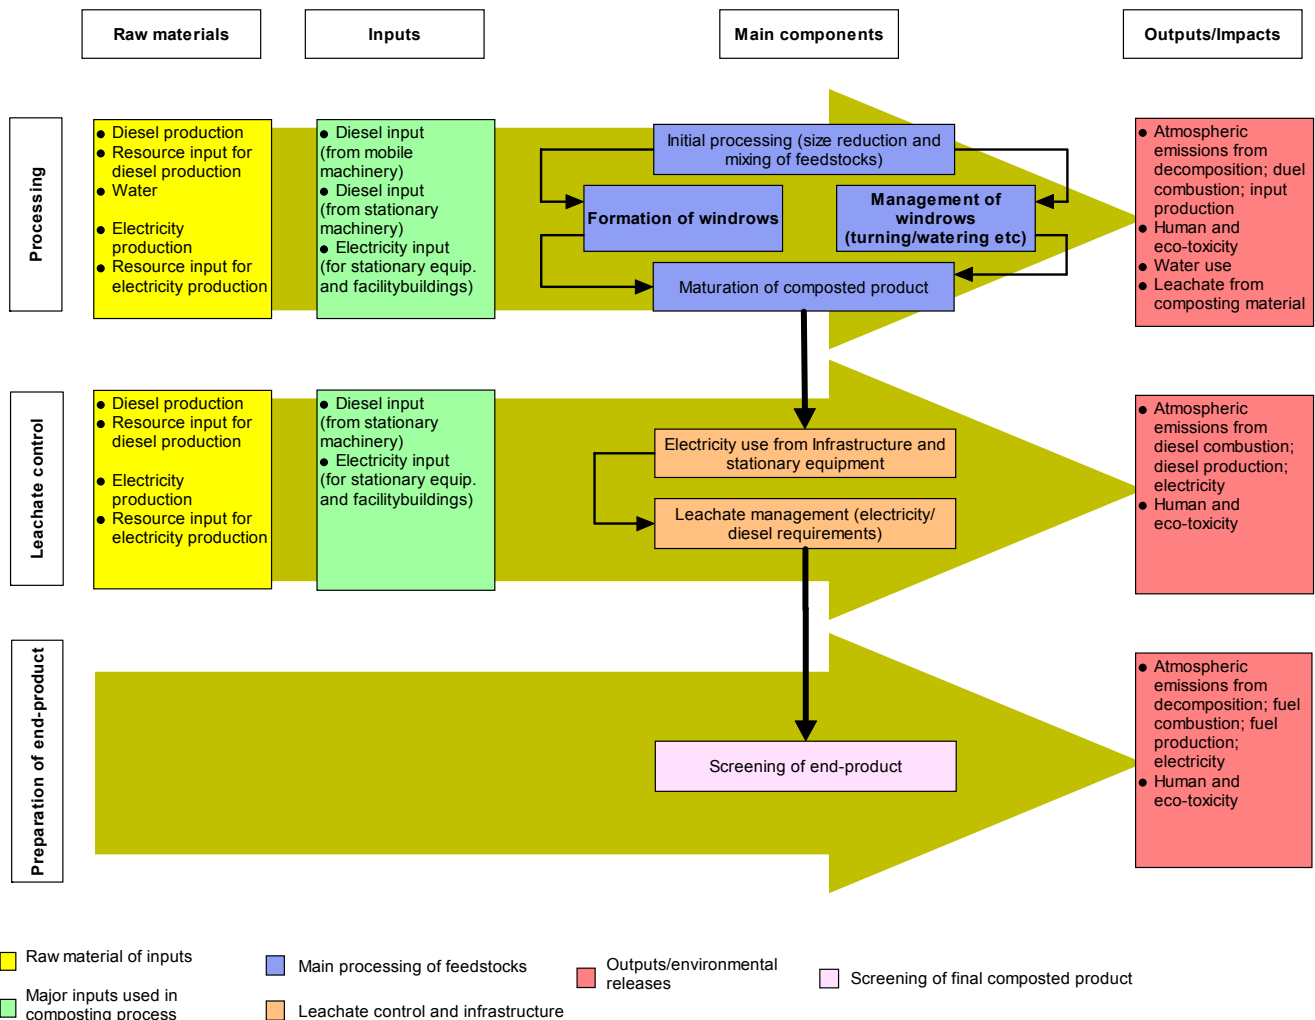 Raw materials
Inputs
Main components
Outputs/Impacts
Processing
● Diesel production
● Resource input for
diesel production
● Water
● Electricity
production
● Resource input for
electricity production
● Diesel input
(from mobile
machinery)
● Diesel input
(from stationary
machinery)
● Electricity input
(for stationary equip.
and facilitybuildings)
Initial processing (size reduction and
mixing of feedstocks)
Formation of windrows
Management of
windrows
(turning/watering etc)
Maturation of composted product
● Atmospheric
emissions from
decomposition; duel
combustion; input
production
● Human and
eco-toxicity
● Water use
● Leachate from
composting material
Leachate control
● Diesel production
● Resource input for
diesel production
● Electricity
production
● Resource input for
electricity production
● Diesel input
(from stationary
machinery)
● Electricity input
(for stationary equip.
and facilitybuildings)
Electricity use from Infrastructure and
stationary equipment
Leachate management (electricity/
diesel requirements)
● Atmospheric
emissions from
diesel combustion;
diesel production;
electricity
● Human and
eco-toxicity
Preparation of end-product
Screening of end-product
● Atmospheric
emissions from
decomposition; fuel
combustion; fuel
production;
electricity
● Human and
eco-toxicity
Raw material of inputs
Major inputs used in
composting process
Main processing of feedstocks
Leachate control and infrastructure
Outputs/environmental
releases
Screening of final composted product